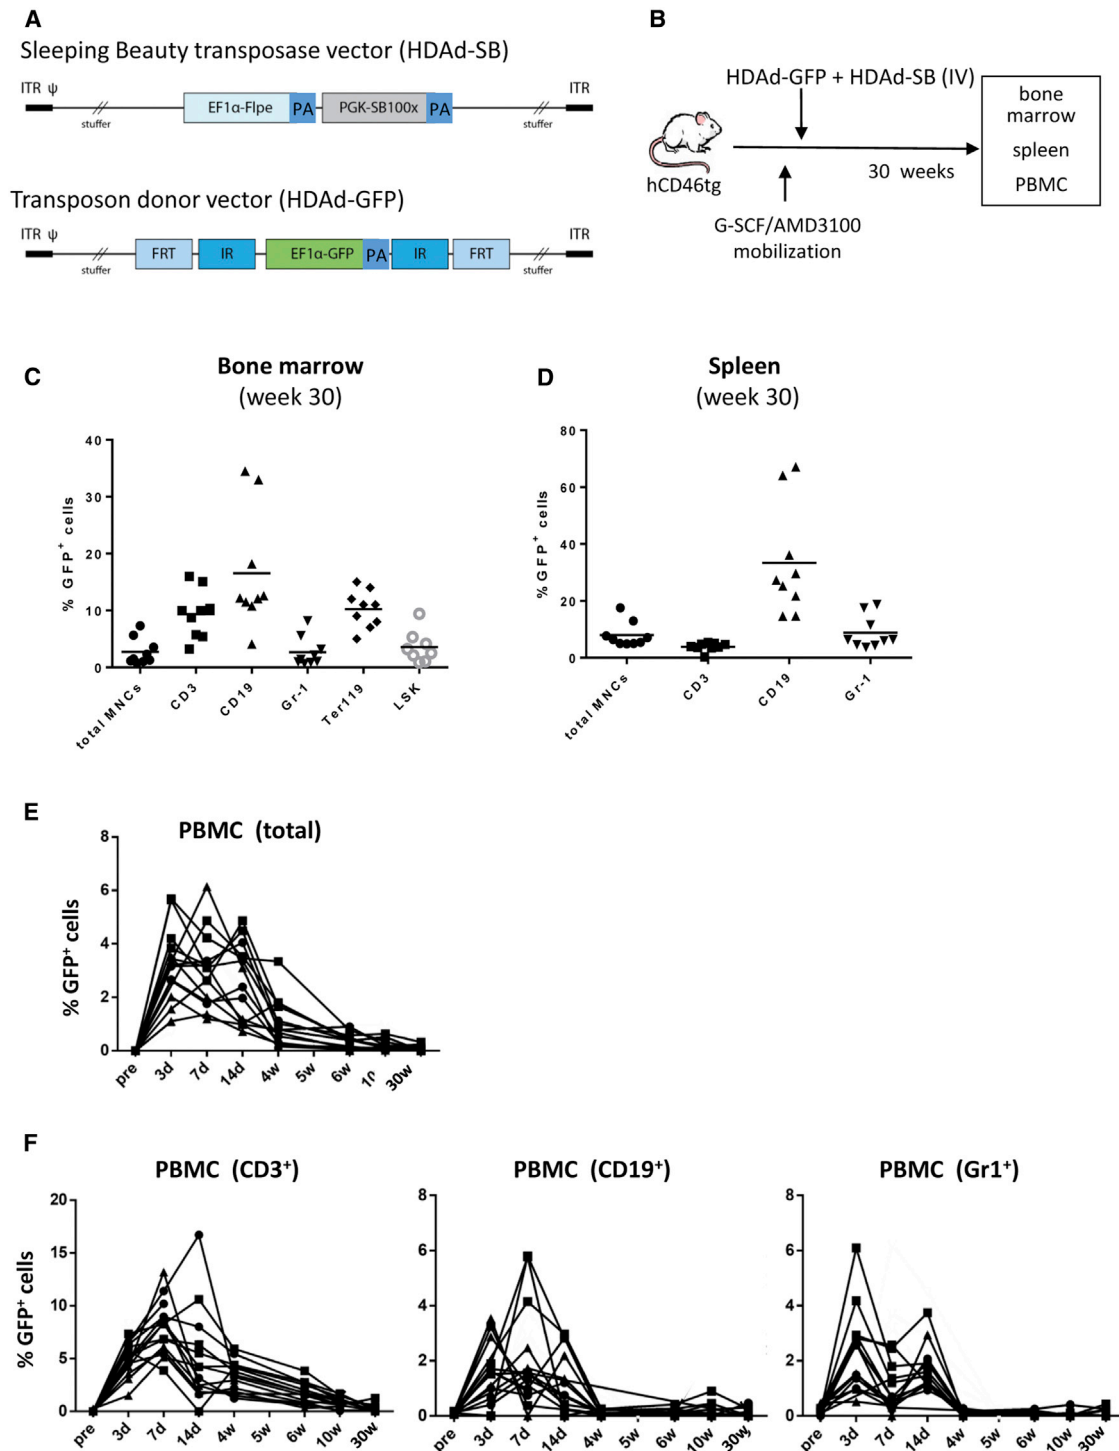 A
Sleeping Beauty transposase vector (HDAd-SB)
ITR ψ
ITR
EF1α-Flpe
PA
PGK-SB100x
PA
stuffer
stuffer
Transposon donor vector (HDAd-GFP)
ITR ψ
ITR
FRT
IR
EF1α-GFP
PA
IR
FRT
stuffer
stuffer
B
HDAd-GFP + HDAd-SB (IV)
hCD46tg
30 weeks
G-SCF/AMD3100
mobilization
bone
marrow
spleen
PBMC
C
Bone marrow
(week 30)
% GFP+ cells
40
30
20
10
0
total MNCs
CD3
CD19
Gr-1
Ter119
LSK
D
Spleen
(week 30)
% GFP+ cells
80
60
40
20
0
total MNCs
CD3
CD19
Gr-1
E
PBMC (total)
% GFP+ cells
8
6
4
2
0
pre
3d
7d
14d
4w
5w
6w
30w
F
PBMC (CD3+)
% GFP+ cells
20
15
10
5
0
pre
3d
7d
14d
4w
5w
6w
10w
30w
PBMC (CD19+)
8
6
4
2
0
pre
3d
7d
14d
4w
5w
6w
10w
30w
PBMC (Gr1+)
8
6
4
2
0
pre
3d
7d
14d
4w
5w
6w
10w
30w